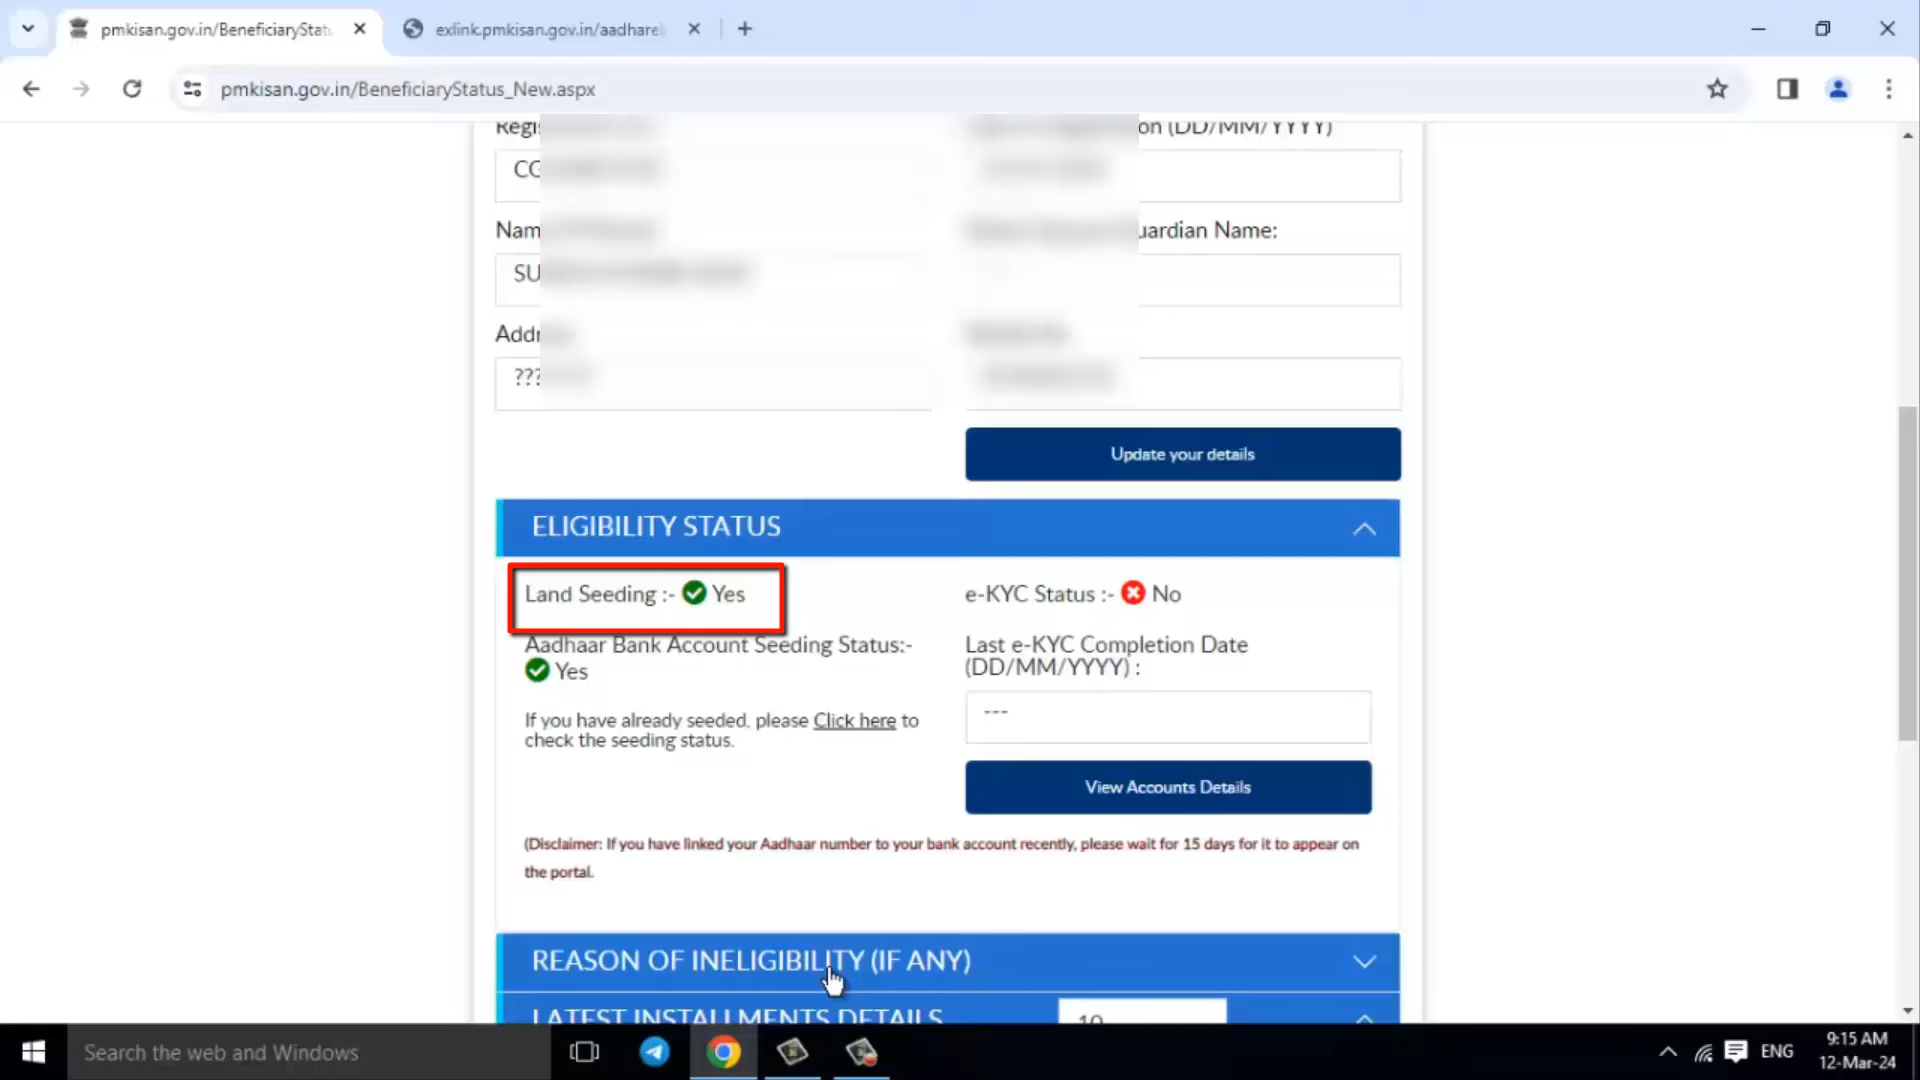 pmkisan.gov.in/BeneficiaryStat
exlink.pmkisan.gov.in/aadharel
pmkisan.gov.in/BeneficiaryStatus_New.aspx
(DD/MM/YYYY)
Name:
???
Update your details
ELIGIBILITY STATUS
Land Seeding :- Yes
e-KYC Status :- No
Aadhaar Bank Account Seeding Status:-
Yes
Last e-KYC Completion Date
(DD/MM/YYYY) :
---
If you have already seeded, please Click here to
check the seeding status.
View Accounts Details
(Disclaimer: If you have linked your Aadhaar number to your bank account recently, please wait for 15 days for it to appear on
the portal.
REASON OF INELIGIBILITY (IF ANY)
LATEST INSTALLMENTS DETAILS
10
Search the web and Windows
ENG
9:15 AM
12-Mar-24